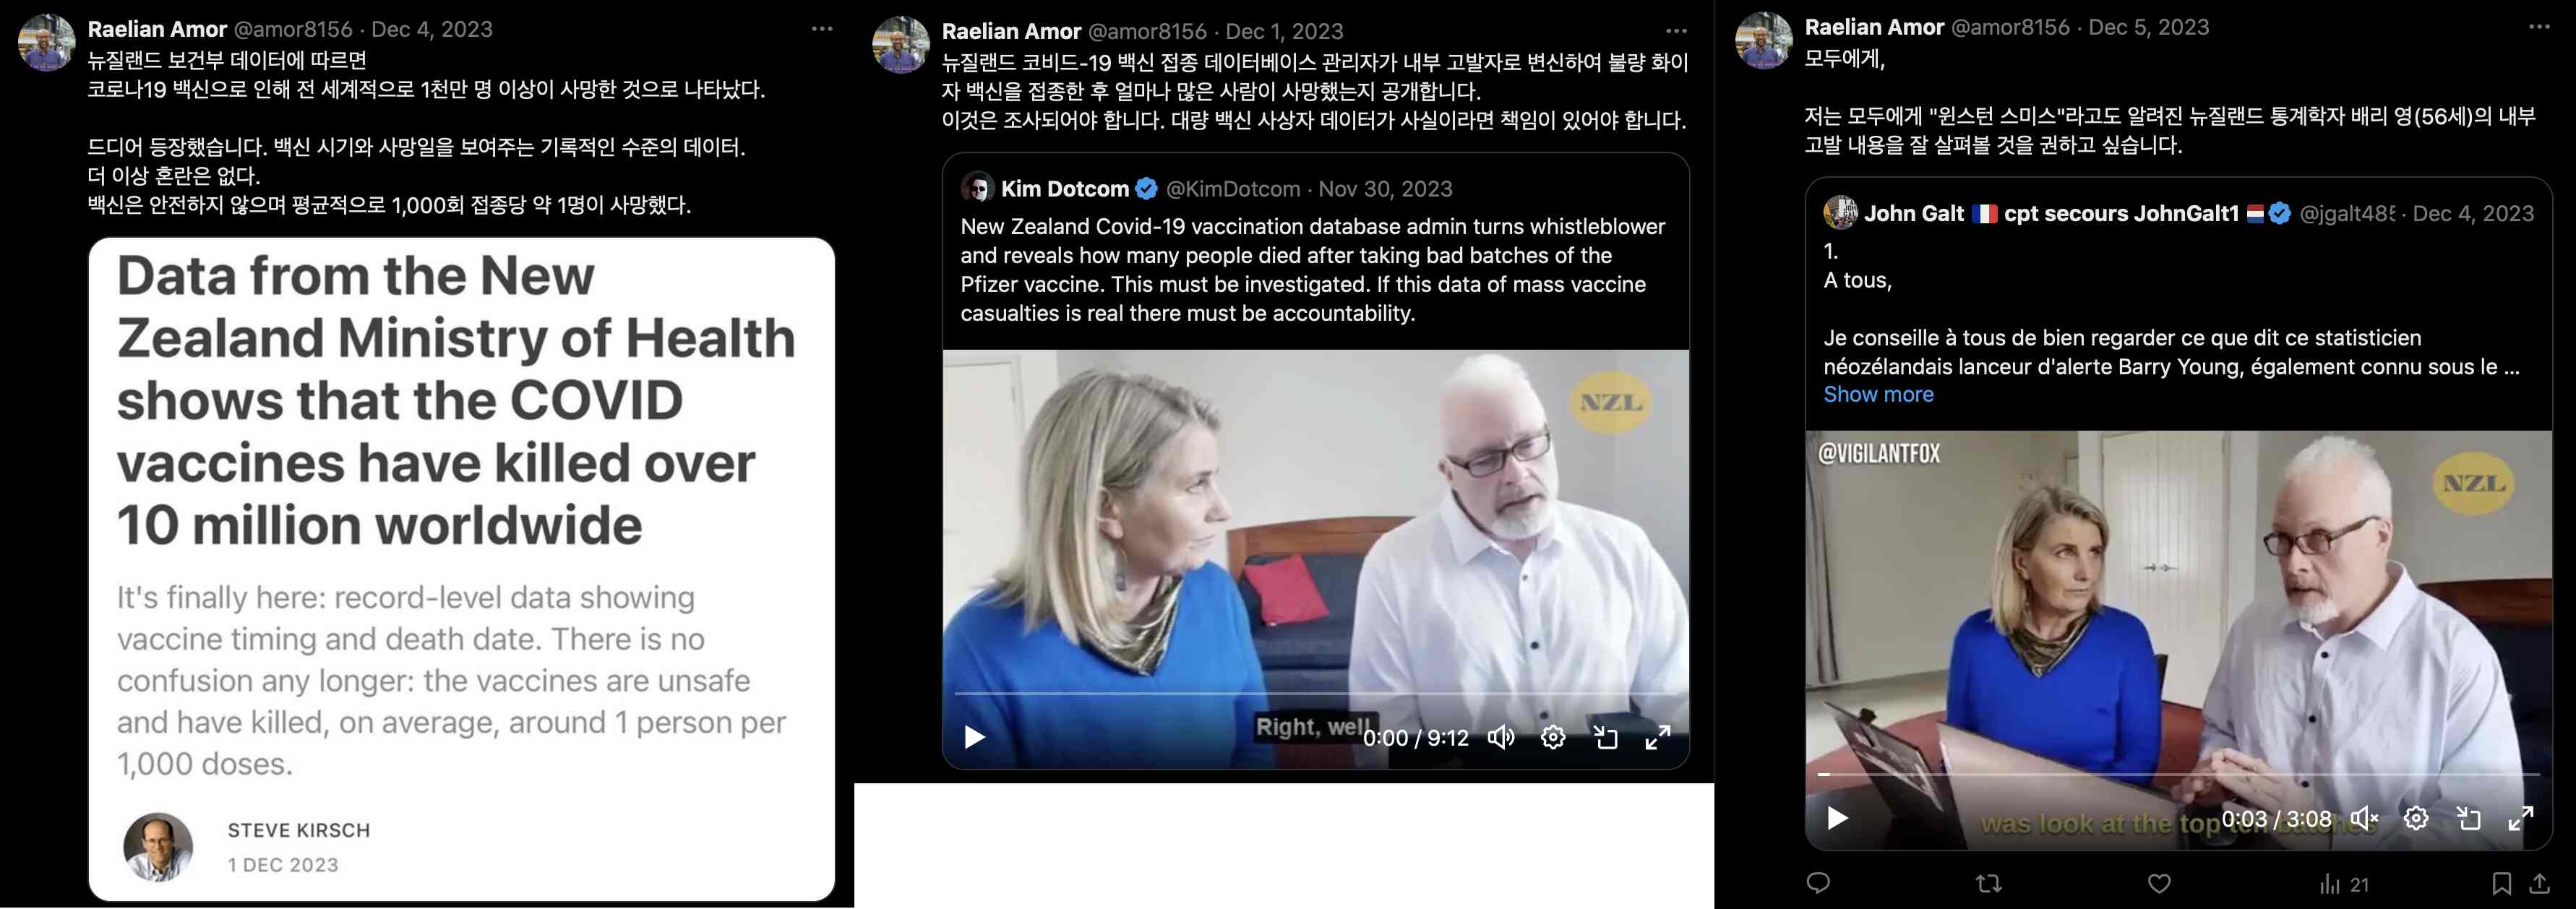 Raelian Amor @amor8156 · Dec 4, 2023
뉴질랜드 보건부 데이터에 따르면
코로나19 백신으로 인해 전 세계적으로 1천만 명 이상이 사망한 것으로 나타났다.
드디어 등장했습니다. 백신 시기와 사망일을 보여주는 기록적인 수준의 데이터.
더 이상 혼란은 없다.
백신은 안전하지 않으며 평균적으로 1,000회 접종당 약 1명이 사망했다.
Data from the New
Zealand Ministry of Health
shows that the COVID
vaccines have killed over
10 million worldwide
It's finally here: record-level data showing
vaccine timing and death date. There is no
confusion any longer: the vaccines are unsafe
and have killed, on average, around 1 person per
1,000 doses.
STEVE KIRSCH
1 DEC 2023
Raelian Amor @amor8156 · Dec 1, 2023
뉴질랜드 코비드-19 백신 접종 데이터베이스 관리자가 내부 고발자로 변신하여 불량 화이
자 백신을 접종한 후 얼마나 많은 사람이 사망했는지 공개합니다.
이것은 조사되어야 합니다. 대량 백신 사상자 데이터가 사실이라면 책임이 있어야 합니다.
Kim Dotcom @KimDotcom · Nov 30, 2023
New Zealand Covid-19 vaccination database admin turns whistleblower
and reveals how many people died after taking bad batches of the
Pfizer vaccine. This must be investigated. If this data of mass vaccine
casualties is real there must be accountability.
NZL
Right, well
0:00 / 9:12
Raelian Amor @amor8156 · Dec 5, 2023
모두에게,
저는 모두에게 "윈스턴 스미스"라고도 알려진 뉴질랜드 통계학자 배리 영(56세)의 내부
고발 내용을 잘 살펴볼 것을 권하고 싶습니다.
John Galt cpt secours JohnGalt1 @jgalt485 · Dec 4, 2023
1.
A tous,
Je conseille à tous de bien regarder ce que dit ce statisticien
néozélandais lanceur d'alerte Barry Young, également connu sous le ...
Show more
@VIGILANTFOX
NZL
was look at the top ten batches
0:03 / 3:08
21